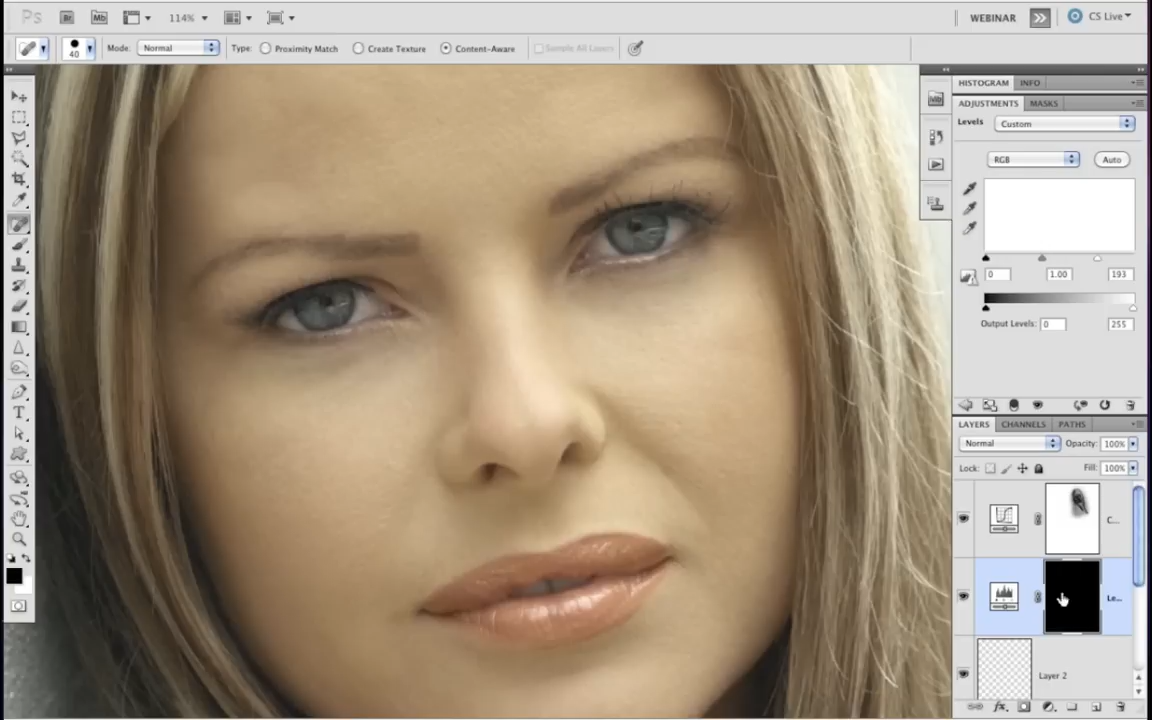 Ps Br Mb 114% WEBINAR CS Live
40 Mode: Normal Type: Proximity Match Create Texture Content-Aware Sample All Layers
HISTOGRAM INFO
ADJUSTMENTS MASKS
Levels Custom
RGB Auto
0 1.00 193
Output Levels: 0 255
LAYERS CHANNELS PATHS
Normal Opacity: 100%
Lock: Fill: 100%
C...
Le...
Layer 2